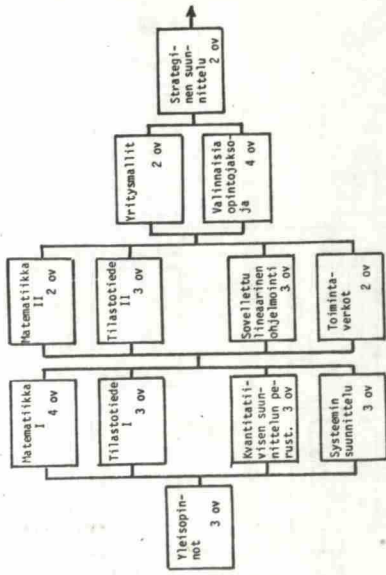 Yleisopin-
not
3 ov
Matematiikka
I
4 ov
Tilastotiede
I
3 ov
Kvantitatii-
visen suun-
nittelun pe-
rust. 3 ov
Systeemin
suunnittelu
3 ov
Matematiikka
II
2 ov
Tilastotiede
II
3 ov
Sovellettu
lineaarinen
ohjelmointi
3 ov
Toiminta-
verkot
2 ov
Yritysmallit
2 ov
Valinnaisia
opintojakso-
ja
4 ov
Strategi-
nen suun-
nittelu
2 ov